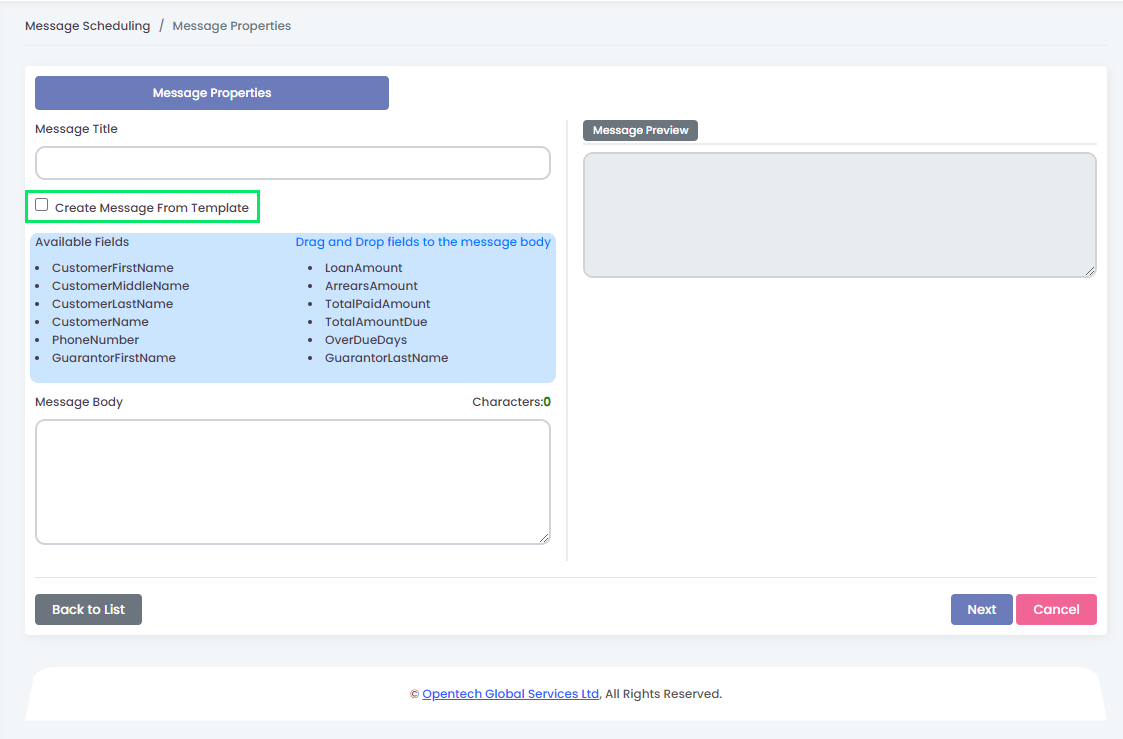 Message Scheduling / Message Properties
Message Properties
Message Title
Create Message From Template
Available Fields Drag and Drop fields to the message body
CustomerFirstName
CustomerMiddleName
CustomerLastName
CustomerName
PhoneNumber
GuarantorFirstName
LoanAmount
ArrearsAmount
TotalPaidAmount
TotalAmountDue
OverDueDays
GuarantorLastName
Message Body Characters:0
Message Preview
Back to List
Next
Cancel
© Opentech Global Services Ltd, All Rights Reserved.